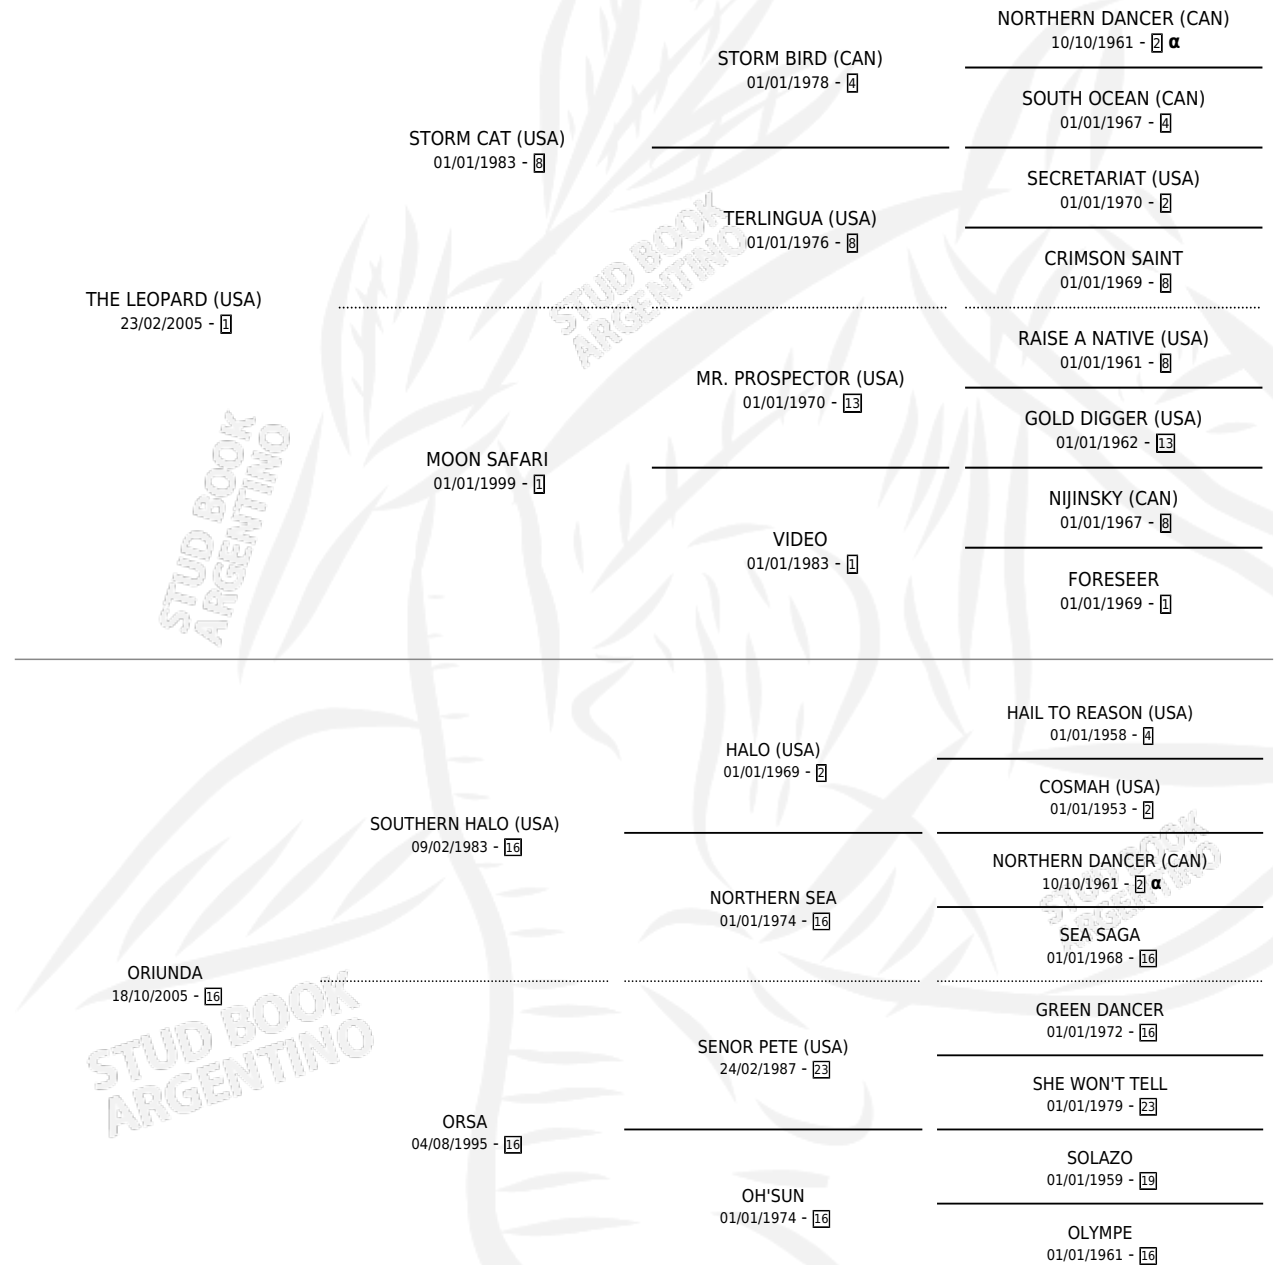 NORTHERN DANCER (CAN)
10/10/1961 - 2 α
STORM BIRD (CAN)
01/01/1978 - 4
SOUTH OCEAN (CAN)
01/01/1967 - 4
STORM CAT (USA)
01/01/1983 - 8
SECRETARIAT (USA)
01/01/1970 - 2
TERLINGUA (USA)
01/01/1976 - 8
CRIMSON SAINT
01/01/1969 - 8
THE LEOPARD (USA)
23/02/2005 - 1
RAISE A NATIVE (USA)
01/01/1961 - 8
MR. PROSPECTOR (USA)
01/01/1970 - 13
GOLD DIGGER (USA)
01/01/1962 - 13
MOON SAFARI
01/01/1999 - 1
NIJINSKY (CAN)
01/01/1967 - 8
VIDEO
01/01/1983 - 1
FORESEER
01/01/1969 - 1
HAIL TO REASON (USA)
01/01/1958 - 4
HALO (USA)
01/01/1969 - 2
COSMAH (USA)
01/01/1953 - 2
SOUTHERN HALO (USA)
09/02/1983 - 16
NORTHERN DANCER (CAN)
10/10/1961 - 2 α
NORTHERN SEA
01/01/1974 - 16
SEA SAGA
01/01/1968 - 16
ORIUNDA
18/10/2005 - 16
GREEN DANCER
01/01/1972 - 16
SENOR PETE (USA)
24/02/1987 - 23
SHE WON'T TELL
01/01/1979 - 23
ORSA
04/08/1995 - 16
SOLAZO
01/01/1959 - 19
OH'SUN
01/01/1974 - 16
OLYMPE
01/01/1961 - 16
STUD BOOK
ARGENTINO
STUD BOOK
ARGENTINO
STUD BOOK
ARGENTINO
STUD BOOK
ARGENTINO